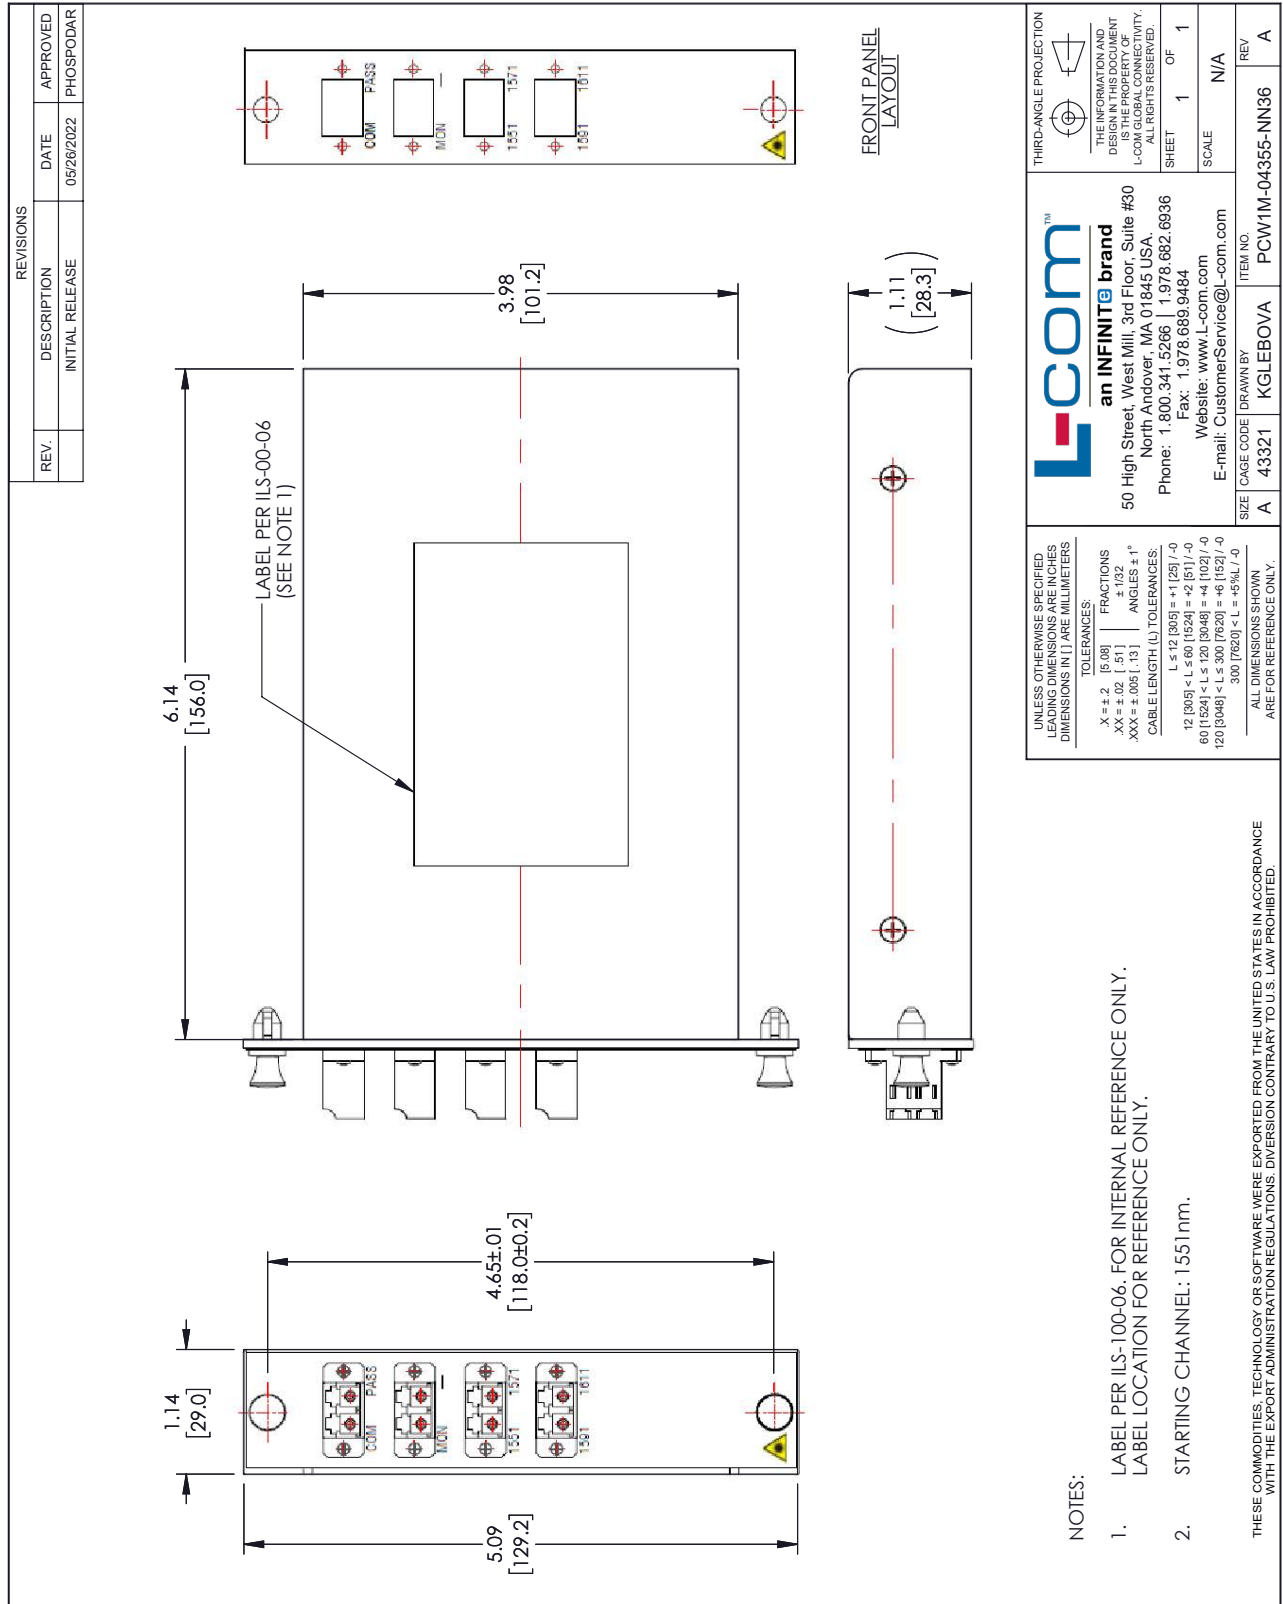 REVISIONS
REV. DESCRIPTION DATE APPROVED
INITIAL RELEASE 05/26/2022 PHOSPODAR
1.14
[29.0]
5.09
[129.2]
4.65±.01
[118.0±0.2]
COM PASS
MON —
1551 1571
1591 1611
6.14
[156.0]
LABEL PER ILS-00-06
(SEE NOTE 1)
3.98
[101.2]
COM PASS
MON —
1551 1571
1591 1611
FRONT PANEL
LAYOUT
1.11
[28.3]
NOTES:
1. LABEL PER ILS-100-06. FOR INTERNAL REFERENCE ONLY.
LABEL LOCATION FOR REFERENCE ONLY.
2. STARTING CHANNEL: 1551nm.
THESE COMMODITIES, TECHNOLOGY OR SOFTWARE WERE EXPORTED FROM THE UNITED STATES IN ACCORDANCE
WITH THE EXPORT ADMINISTRATION REGULATIONS. DIVERSION CONTRARY TO U.S. LAW PROHIBITED.
UNLESS OTHERWISE SPECIFIED
LEADING DIMENSIONS ARE INCHES
DIMENSIONS IN [ ] ARE MILLIMETERS
TOLERANCES:
.X = ±.2 [5.08] FRACTIONS
.XX = ±.02 [.51] ± 1/32
.XXX = ±.005 [.13] ANGLES ± 1°
CABLE LENGTH (L) TOLERANCES:
L ≤ 12 [305] = +1 [25] / -0
12 [305] < L ≤ 60 [1524] = +2 [51] / -0
60 [1524] < L ≤ 120 [3048] = +4 [102] / -0
120 [3048] < L ≤ 300 [7620] = +6 [152] / -0
300 [7620] < L = +5%L / -0
ALL DIMENSIONS SHOWN
ARE FOR REFERENCE ONLY.
L-com™
an INFINITe brand
50 High Street, West Mill, 3rd Floor, Suite #30
North Andover, MA 01845 USA.
Phone: 1.800.341.5266 | 1.978.682.6936
Fax: 1.978.689.9484
Website: www.L-com.com
E-mail: CustomerService@L-com.com
THIRD-ANGLE PROJECTION
THE INFORMATION AND
DESIGN IN THIS DOCUMENT
IS THE PROPERTY OF
L-COM GLOBAL CONNECTIVITY.
ALL RIGHTS RESERVED.
SHEET 1 OF 1
SCALE N/A
SIZE A
CAGE CODE 43321
DRAWN BY KGLEBOVA
ITEM NO. PCW1M-04355-NN36
REV A